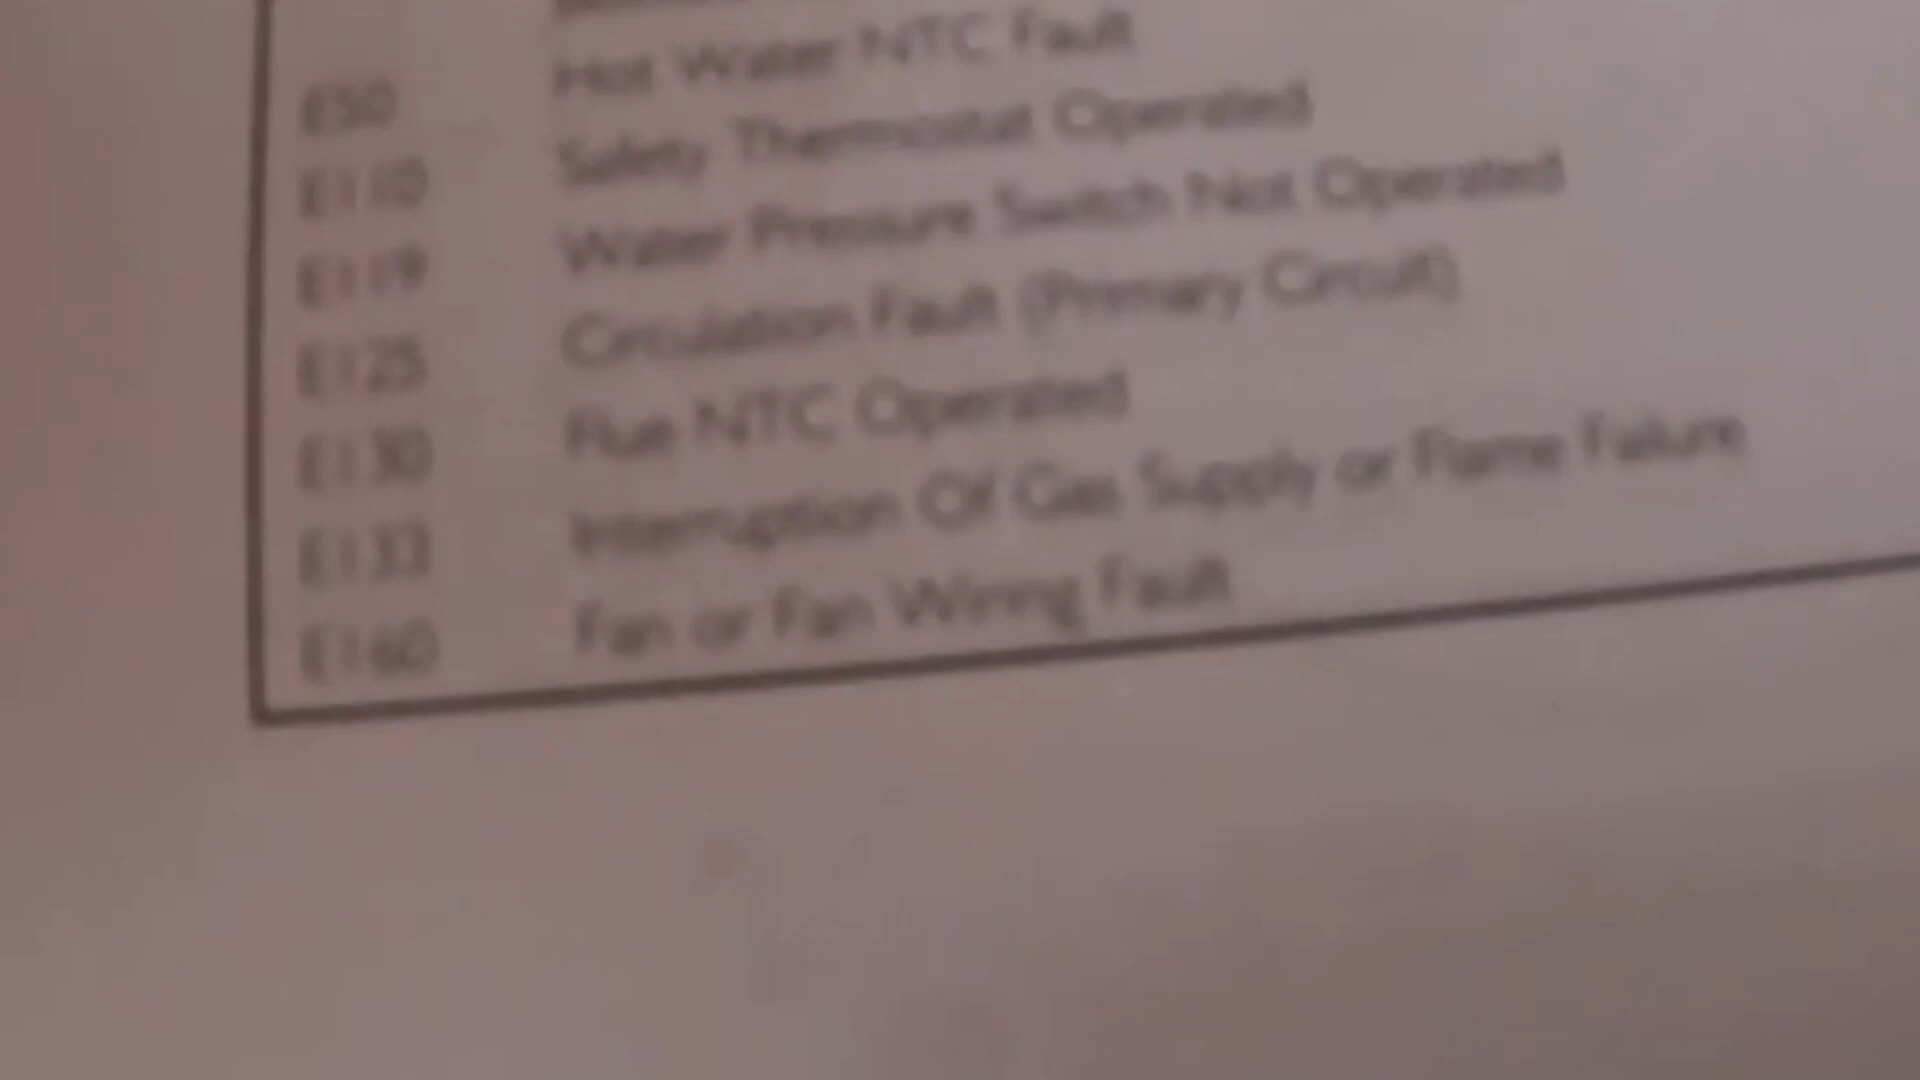 E50 Hot Water NTC Fault
E110 Safety Thermostat Operated
E119 Water Pressure Switch Not Operated
E125 Circulation Fault (Primary Circuit)
E130 Flue NTC Operated
E133 Interruption Of Gas Supply or Flame Failure
E160 Fan or Fan Wiring Fault